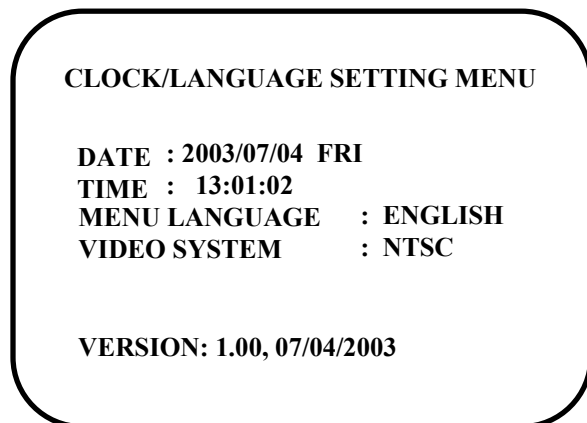 CLOCK/LANGUAGE SETTING MENU
DATE : 2003/07/04 FRI
TIME : 13:01:02
MENU LANGUAGE : ENGLISH
VIDEO SYSTEM : NTSC
VERSION: 1.00, 07/04/2003